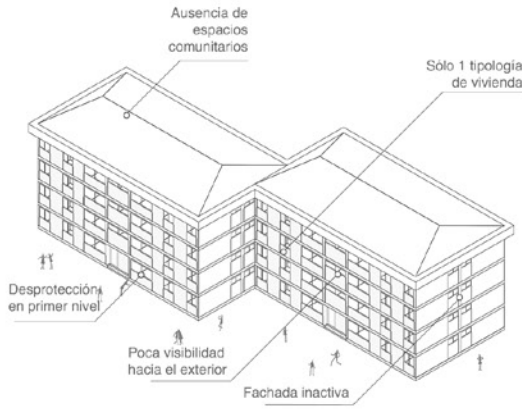 Ausencia de
espacios
comunitarios
Sólo 1 tipología
de vivienda
Desprotección
en primer nivel
Poca visibilidad
hacia el exterior
Fachada inactiva